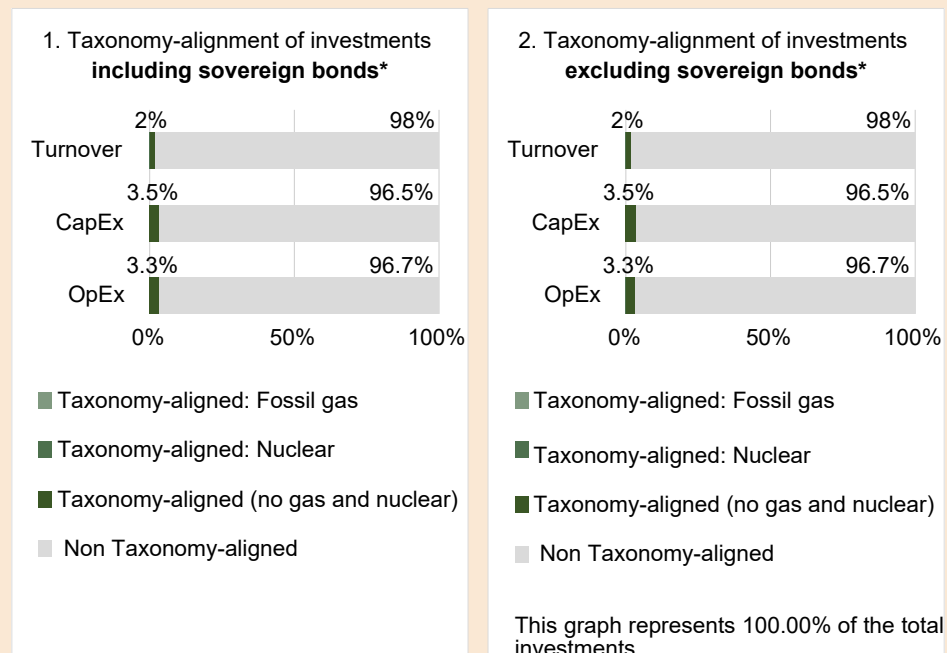 1. Taxonomy-alignment of investments
including sovereign bonds*
2% 98%
Turnover
3.5% 96.5%
CapEx
3.3% 96.7%
OpEx
0% 50% 100%
Taxonomy-aligned: Fossil gas
Taxonomy-aligned: Nuclear
Taxonomy-aligned (no gas and nuclear)
Non Taxonomy-aligned
2. Taxonomy-alignment of investments
excluding sovereign bonds*
2% 98%
Turnover
3.5% 96.5%
CapEx
3.3% 96.7%
OpEx
0% 50% 100%
Taxonomy-aligned: Fossil gas
Taxonomy-aligned: Nuclear
Taxonomy-aligned (no gas and nuclear)
Non Taxonomy-aligned
This graph represents 100.00% of the total
investments